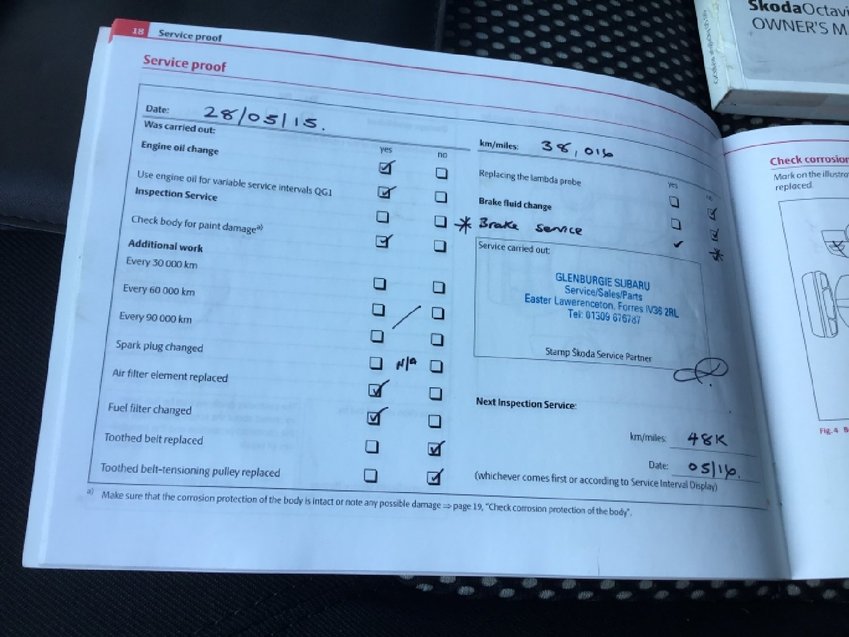 18 Service proof
Service proof
Date: 28/05/15.
Was carried out:
yes no
Engine oil change
Use engine oil for variable service intervals QG1
Inspection Service
Check body for paint damage a)
Additional work
Every 30 000 km
Every 60 000 km
Every 90 000 km
Spark plug changed N/A
Air filter element replaced
Fuel filter changed
Toothed belt replaced
Toothed belt-tensioning pulley replaced
km/miles: 38,016
yes no
Replacing the lambda probe
Brake fluid change
* Brake service
Service carried out:
GLENBURGIE SUBARU
Service/Sales/Parts
Easter Lawerenceton, Forres IV36 2RL
Tel: 01309 676787
Stamp Škoda Service Partner
Next Inspection Service:
km/miles: 48K
Date: 05/16.
(whichever comes first or according to Service Interval Display)
a) Make sure that the corrosion protection of the body is intact or note any possible damage ⇒ page 19, "Check corrosion protection of the body".
SkodaOctavi
OWNER'S M
Check corrosion
Mark on the illustra
replaced.
Fig. 4 B